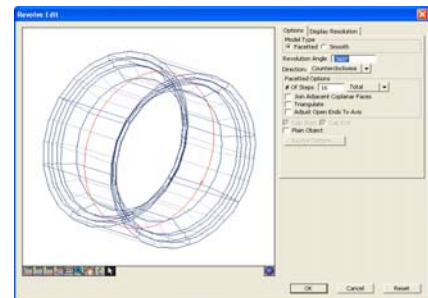 Revolve Edit
Options Display Resolution
Model Type
Facetted Smooth
Revolution Angle 360°
Direction: Counterclockwise
Facetted Options
# Of Steps 16 Total
Join Adjacent Coplanar Faces
Triangulate
Adjust Open Ends To Axis
Cap Start Cap End
Plain Object
OK Cancel Reset